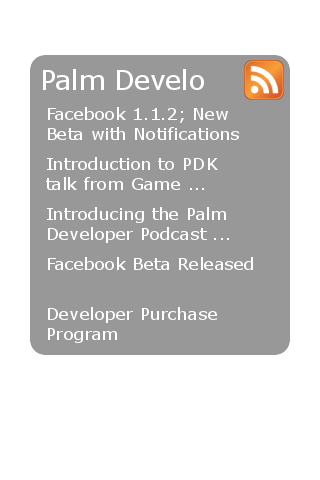 Palm Develo
Facebook 1.1.2; New
Beta with Notifications
Introduction to PDK
talk from Game ...
Introducing the Palm
Developer Podcast ...
Facebook Beta Released
Developer Purchase
Program